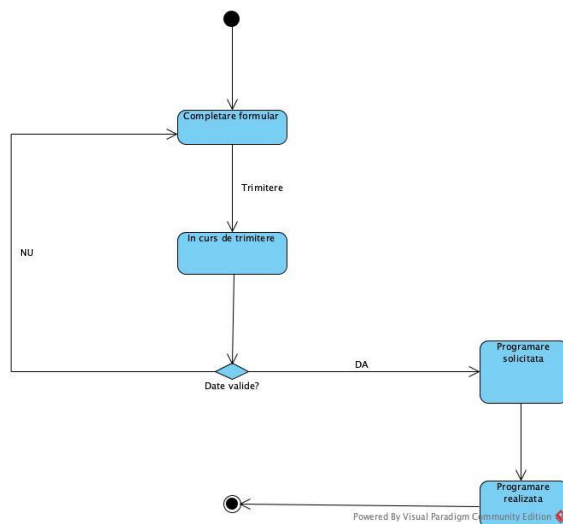 Completare formular
Trimitere
In curs de trimitere
NU
DA
Date valide?
Programare
solicitata
Programare
realizata
Powered By Visual Paradigm Community Edition